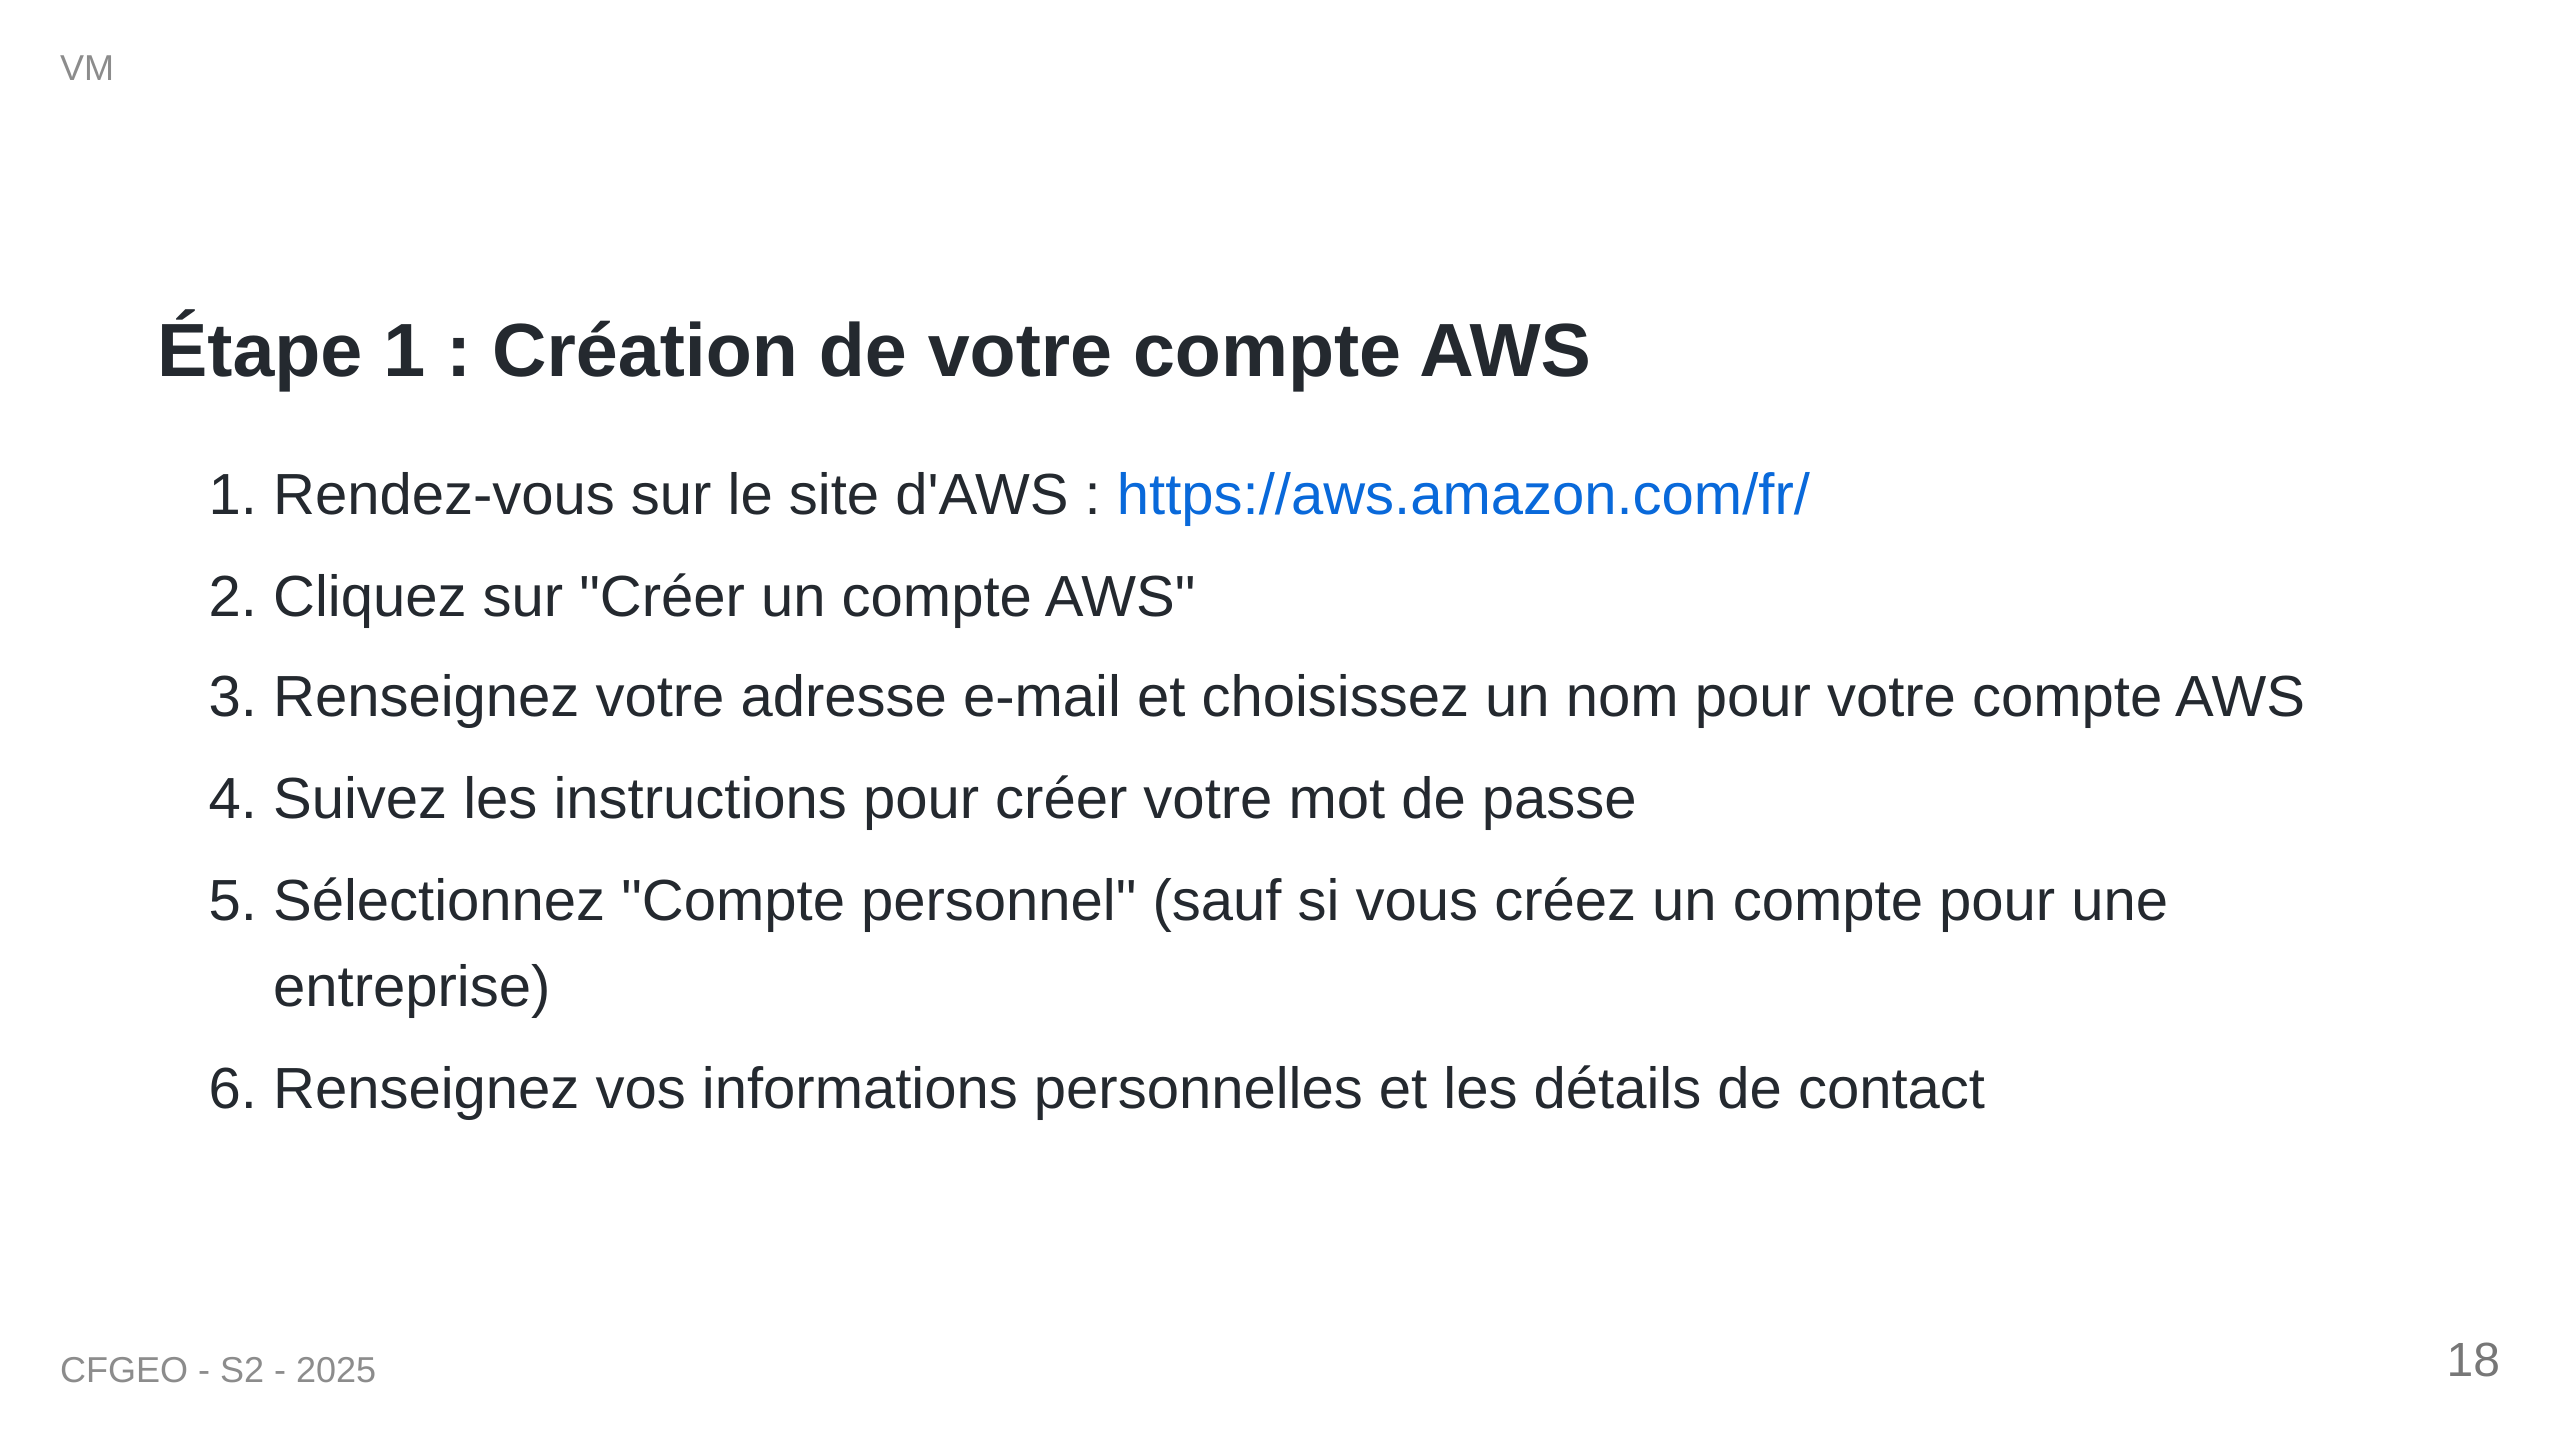 VM
Étape 1 : Création de votre compte AWS
1. Rendez-vous sur le site d'AWS : https://aws.amazon.com/fr/
2. Cliquez sur "Créer un compte AWS"
3. Renseignez votre adresse e-mail et choisissez un nom pour votre compte AWS
4. Suivez les instructions pour créer votre mot de passe
5. Sélectionnez "Compte personnel" (sauf si vous créez un compte pour une
entreprise)
6. Renseignez vos informations personnelles et les détails de contact
CFGEO - S2 - 2025
18